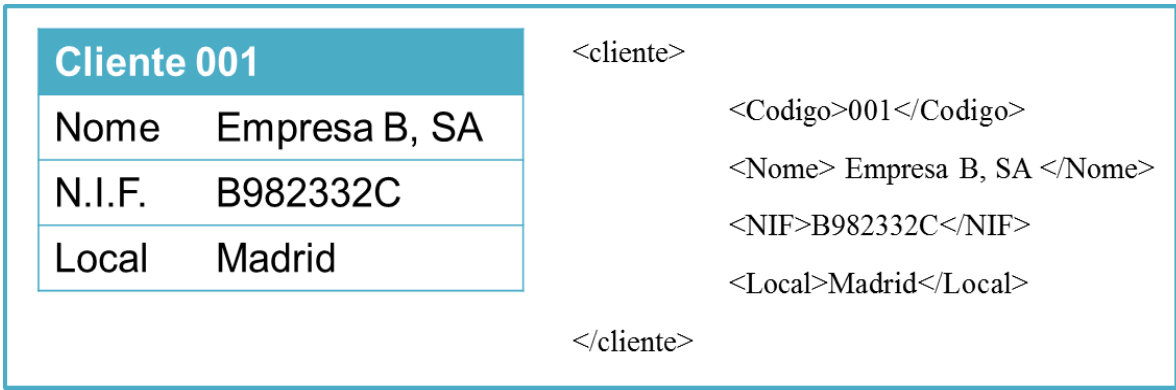 Cliente 001
Nome Empresa B, SA
N.I.F. B982332C
Local Madrid
<cliente>
<Codigo>001</Codigo>
<Nome> Empresa B, SA </Nome>
<NIF>B982332C</NIF>
<Local>Madrid</Local>
</cliente>